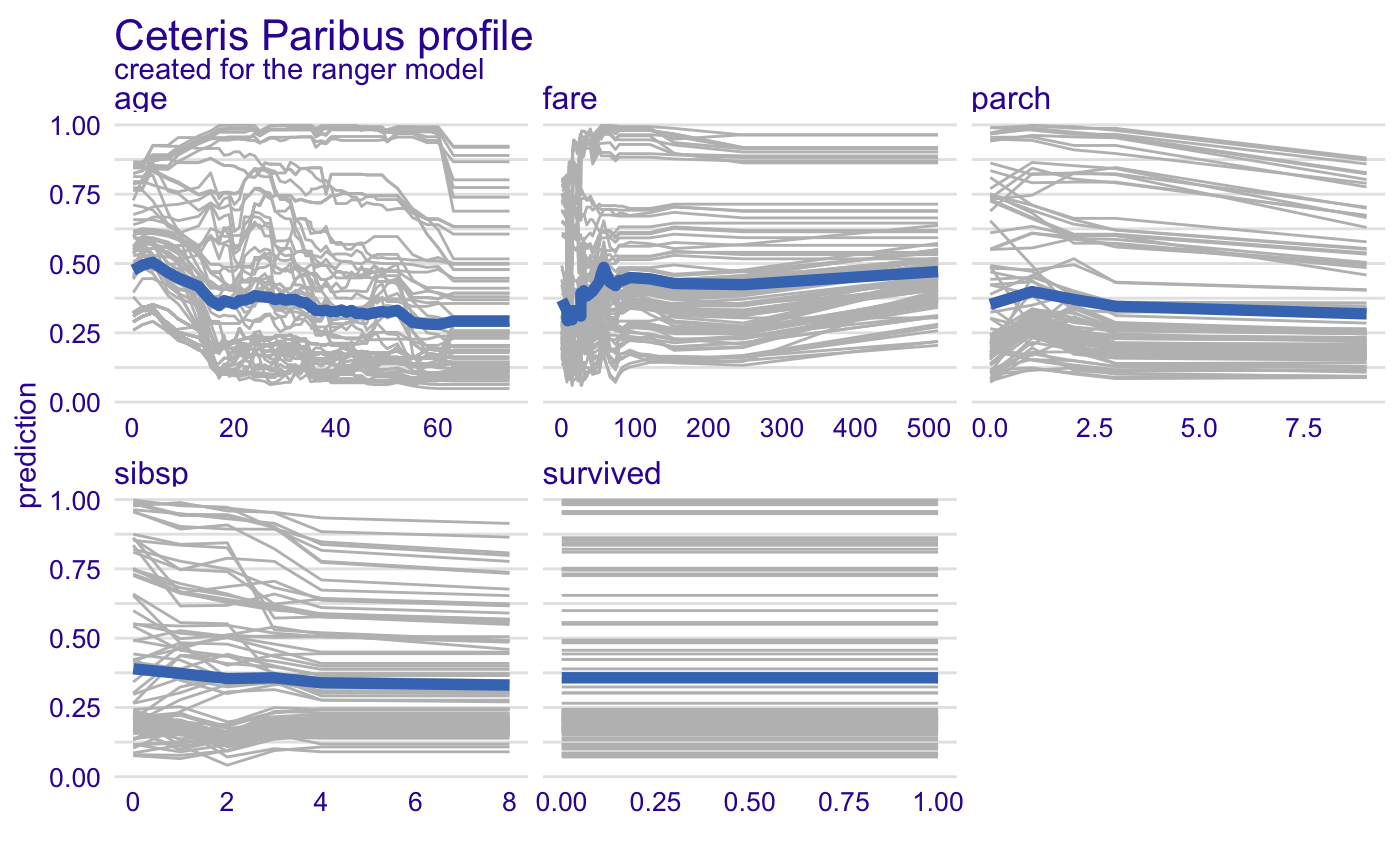 Ceteris Paribus profile
created for the ranger model
age
fare
parch
1.00
0.75
0.50
0.25
0.00
0 20 40 60
0 100 200 300 400 500
0.0 2.5 5.0 7.5
prediction
sibsp
survived
1.00
0.75
0.50
0.25
0.00
0 2 4 6 8
0.00 0.25 0.50 0.75 1.00